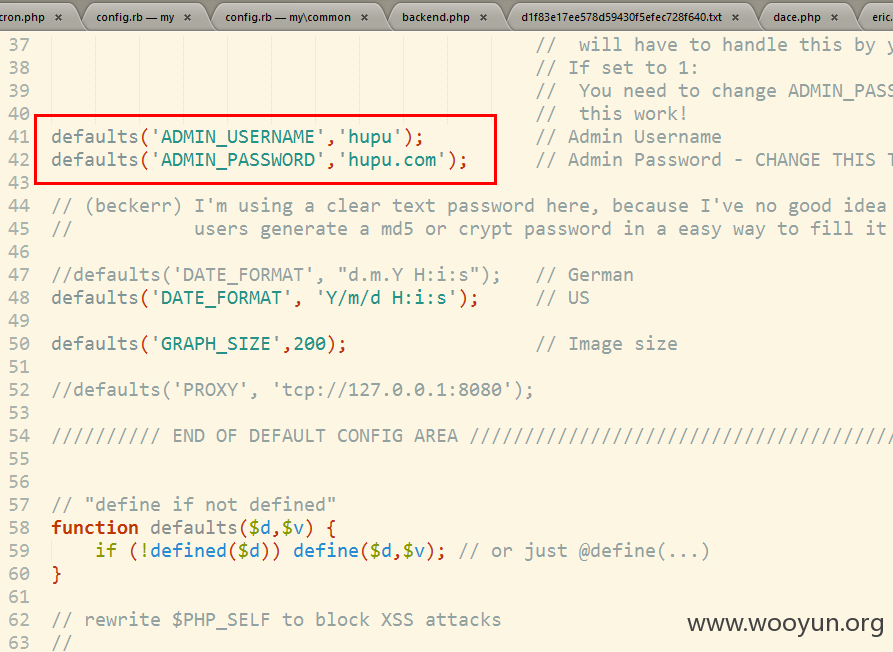 cron.php × config.rb — my × config.rb — my\common × backend.php × d1f83e17ee578d59430f5efec728f640.txt × dace.php × eric.
37 // will have to handle this by y
38 // If set to 1:
39 // You need to change ADMIN_PASS
40 // this work!
41 defaults('ADMIN_USERNAME','hupu'); // Admin Username
42 defaults('ADMIN_PASSWORD','hupu.com'); // Admin Password - CHANGE THIS T
43
44 // (beckerr) I'm using a clear text password here, because I've no good idea
45 // users generate a md5 or crypt password in a easy way to fill it
46
47 //defaults('DATE_FORMAT', "d.m.Y H:i:s"); // German
48 defaults('DATE_FORMAT', 'Y/m/d H:i:s'); // US
49
50 defaults('GRAPH_SIZE',200); // Image size
51
52 //defaults('PROXY', 'tcp://127.0.0.1:8080');
53
54 ////////// END OF DEFAULT CONFIG AREA ///////////////////////////////////////
55
56
57 // "define if not defined"
58 function defaults($d,$v) {
59 if (!defined($d)) define($d,$v); // or just @define(...)
60 }
61
62 // rewrite $PHP_SELF to block XSS attacks
63 //
www.wooyun.org